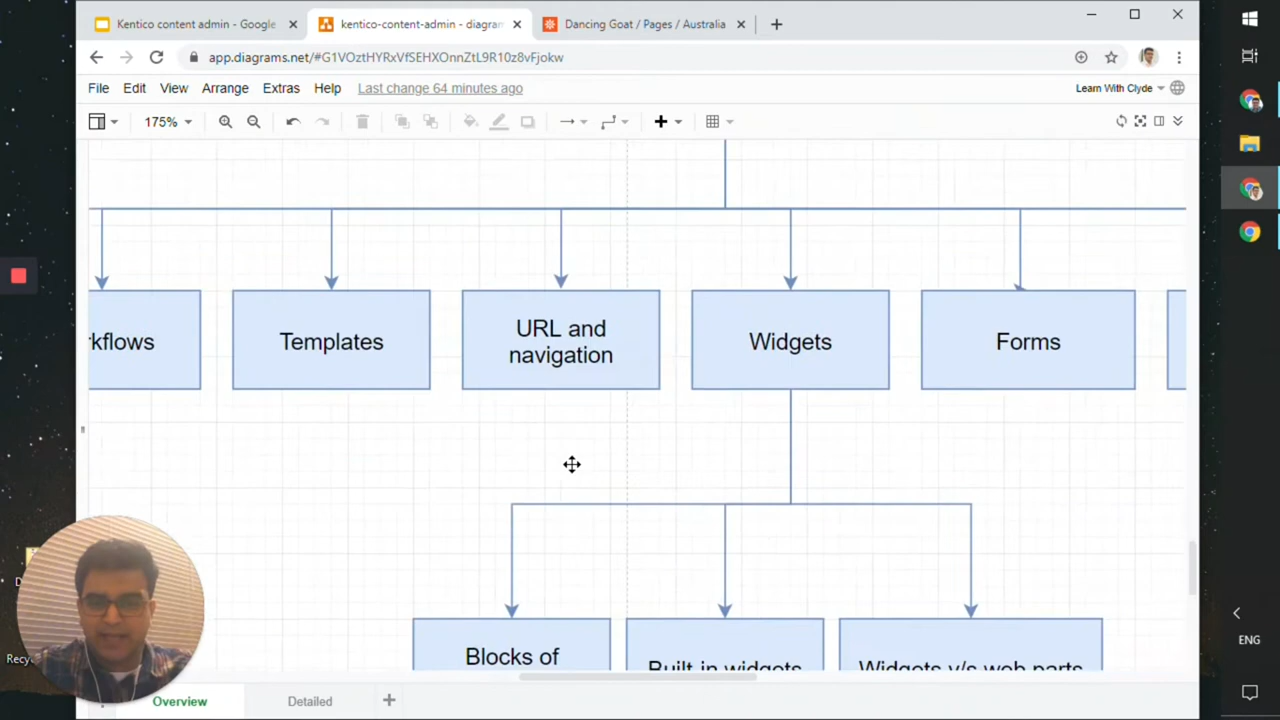 Kentico content admin - Google
kentico-content-admin - diagram
Dancing Goat / Pages / Australia
app.diagrams.net/#G1VOztHYRxVfSEHXOnnZtL9R10z8vFjokw
File Edit View Arrange Extras Help Last change 64 minutes ago
Learn With Clyde
175%
rkflows
Templates
URL and
navigation
Widgets
Forms
Blocks of
Built in widgets
Widgets v/s web parts
D
Recyc
ENG
Overview
Detailed